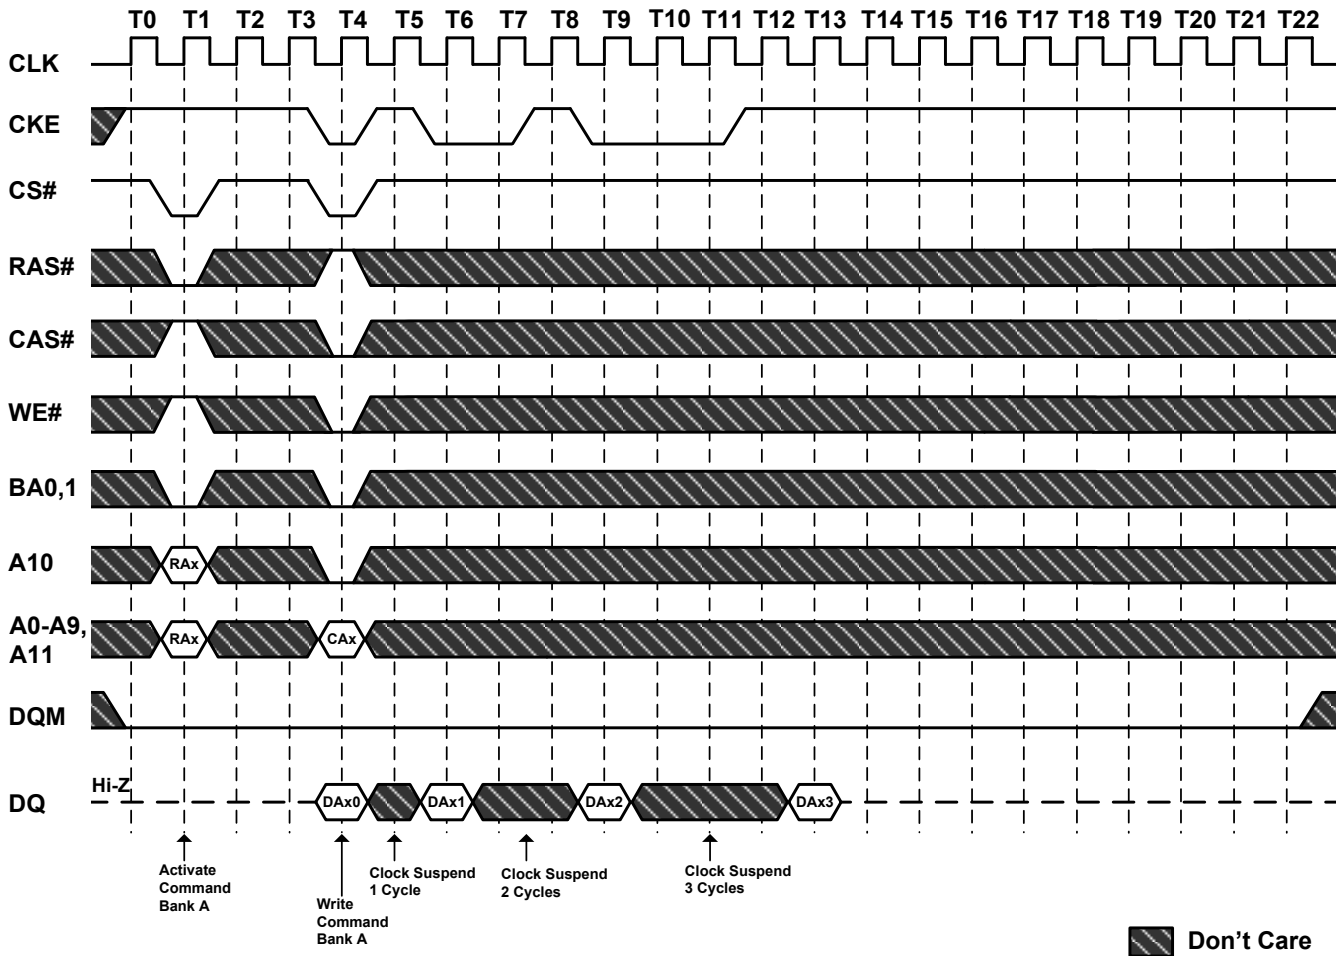 T0 T1 T2 T3 T4 T5 T6 T7 T8 T9 T10 T11 T12 T13 T14 T15 T16 T17 T18 T19 T20 T21 T22
CLK
CKE
CS#
RAS#
CAS#
WE#
BA0,1
A10 RAx
A0-A9,
A11
RAx CAx
DQM
Hi-Z
DQ DAx0 DAx1 DAx2 DAx3
Activate
Command
Bank A
Write
Command
Bank A
Clock Suspend
1 Cycle
Clock Suspend
2 Cycles
Clock Suspend
3 Cycles
Don't Care